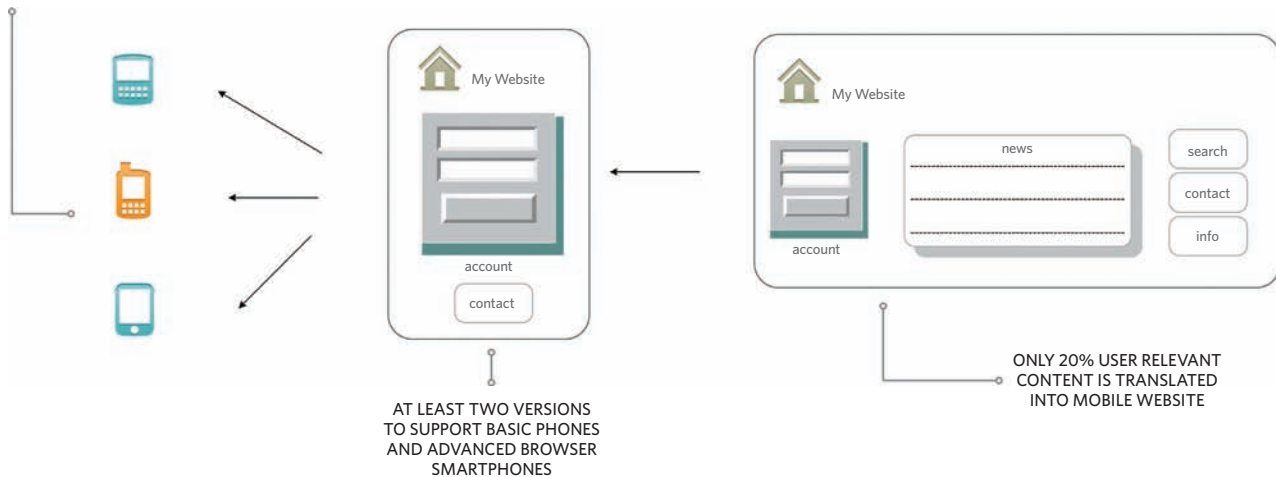 My Website
account
contact
AT LEAST TWO VERSIONS
TO SUPPORT BASIC PHONES
AND ADVANCED BROWSER
SMARTPHONES
My Website
account
news
search
contact
info
ONLY 20% USER RELEVANT
CONTENT IS TRANSLATED
INTO MOBILE WEBSITE